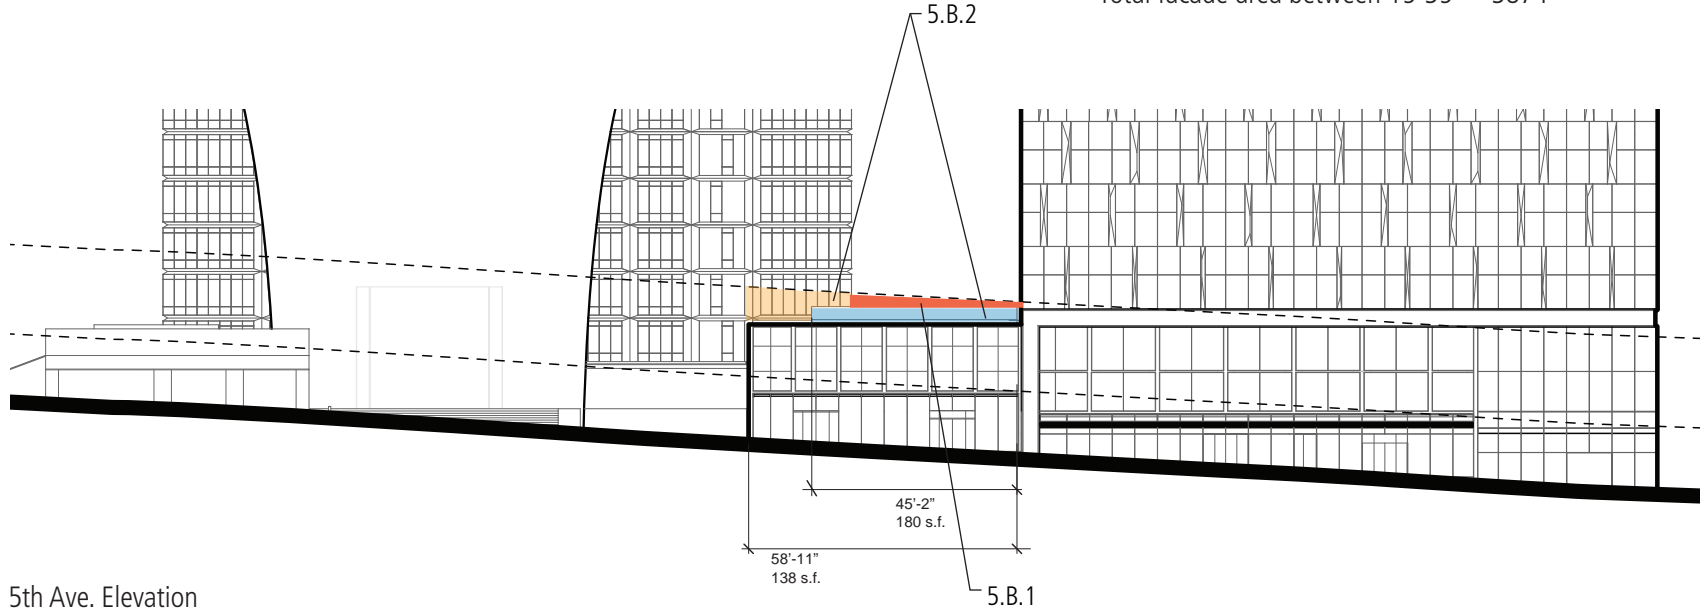 5.B.2
45'-2"
180 s.f.
58'-11"
138 s.f.
5.B.1
5th Ave. Elevation